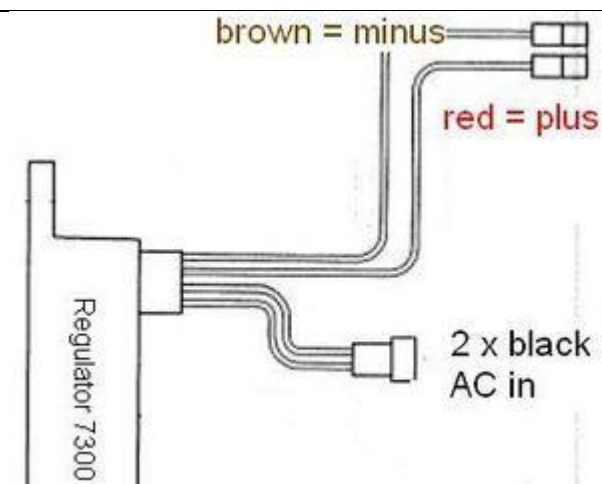 brown = minus
red = plus
2 x black
AC in
Regulator 7300